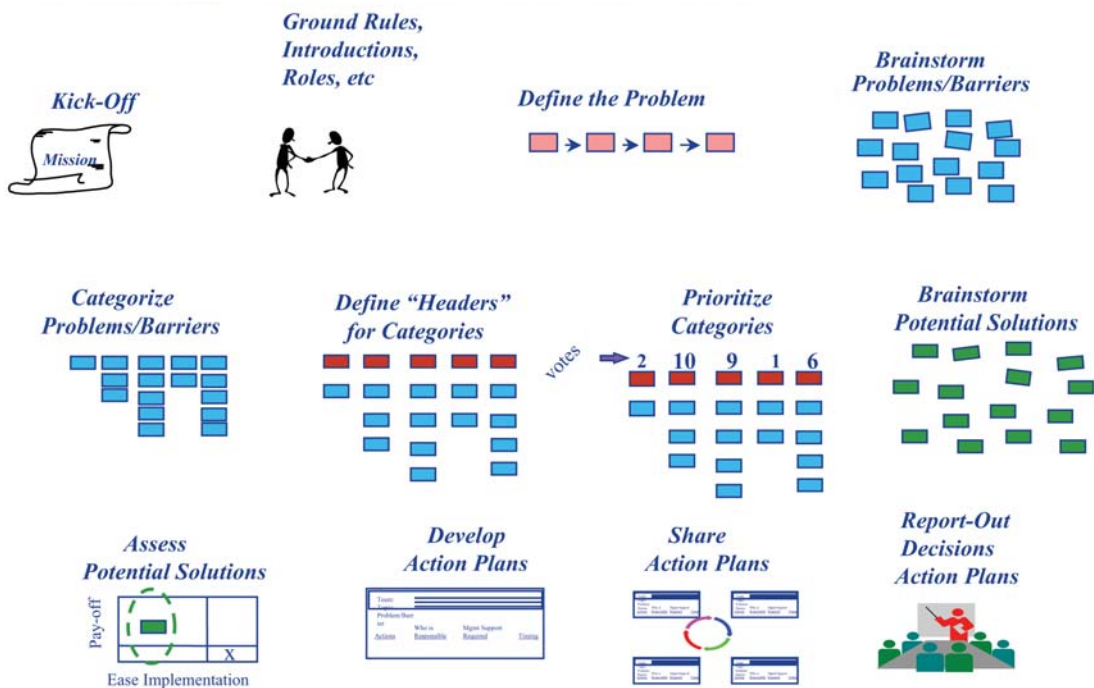 Kick-Off
Mission
Ground Rules,
Introductions,
Roles, etc
Define the Problem
Brainstorm
Problems/Barriers
Categorize
Problems/Barriers
Define “Headers”
for Categories
Prioritize
Categories
votes
2 10 9 1 6
Brainstorm
Potential Solutions
Assess
Potential Solutions
Pay-off
X
Ease Implementation
Develop
Action Plans
Team:
Problem/Barr
ier
Who is Mgmn Support
Actions Responsible Required Timing
Share
Action Plans
Report-Out
Decisions
Action Plans